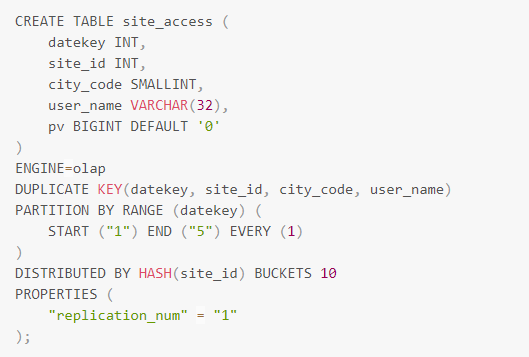 CREATE TABLE site_access (
    datekey INT,
    site_id INT,
    city_code SMALLINT,
    user_name VARCHAR(32),
    pv BIGINT DEFAULT '0'
)
ENGINE=olap
DUPLICATE KEY(datekey, site_id, city_code, user_name)
PARTITION BY RANGE (datekey) (
    START ("1") END ("5") EVERY (1)
)
DISTRIBUTED BY HASH(site_id) BUCKETS 10
PROPERTIES (
    "replication_num" = "1"
);